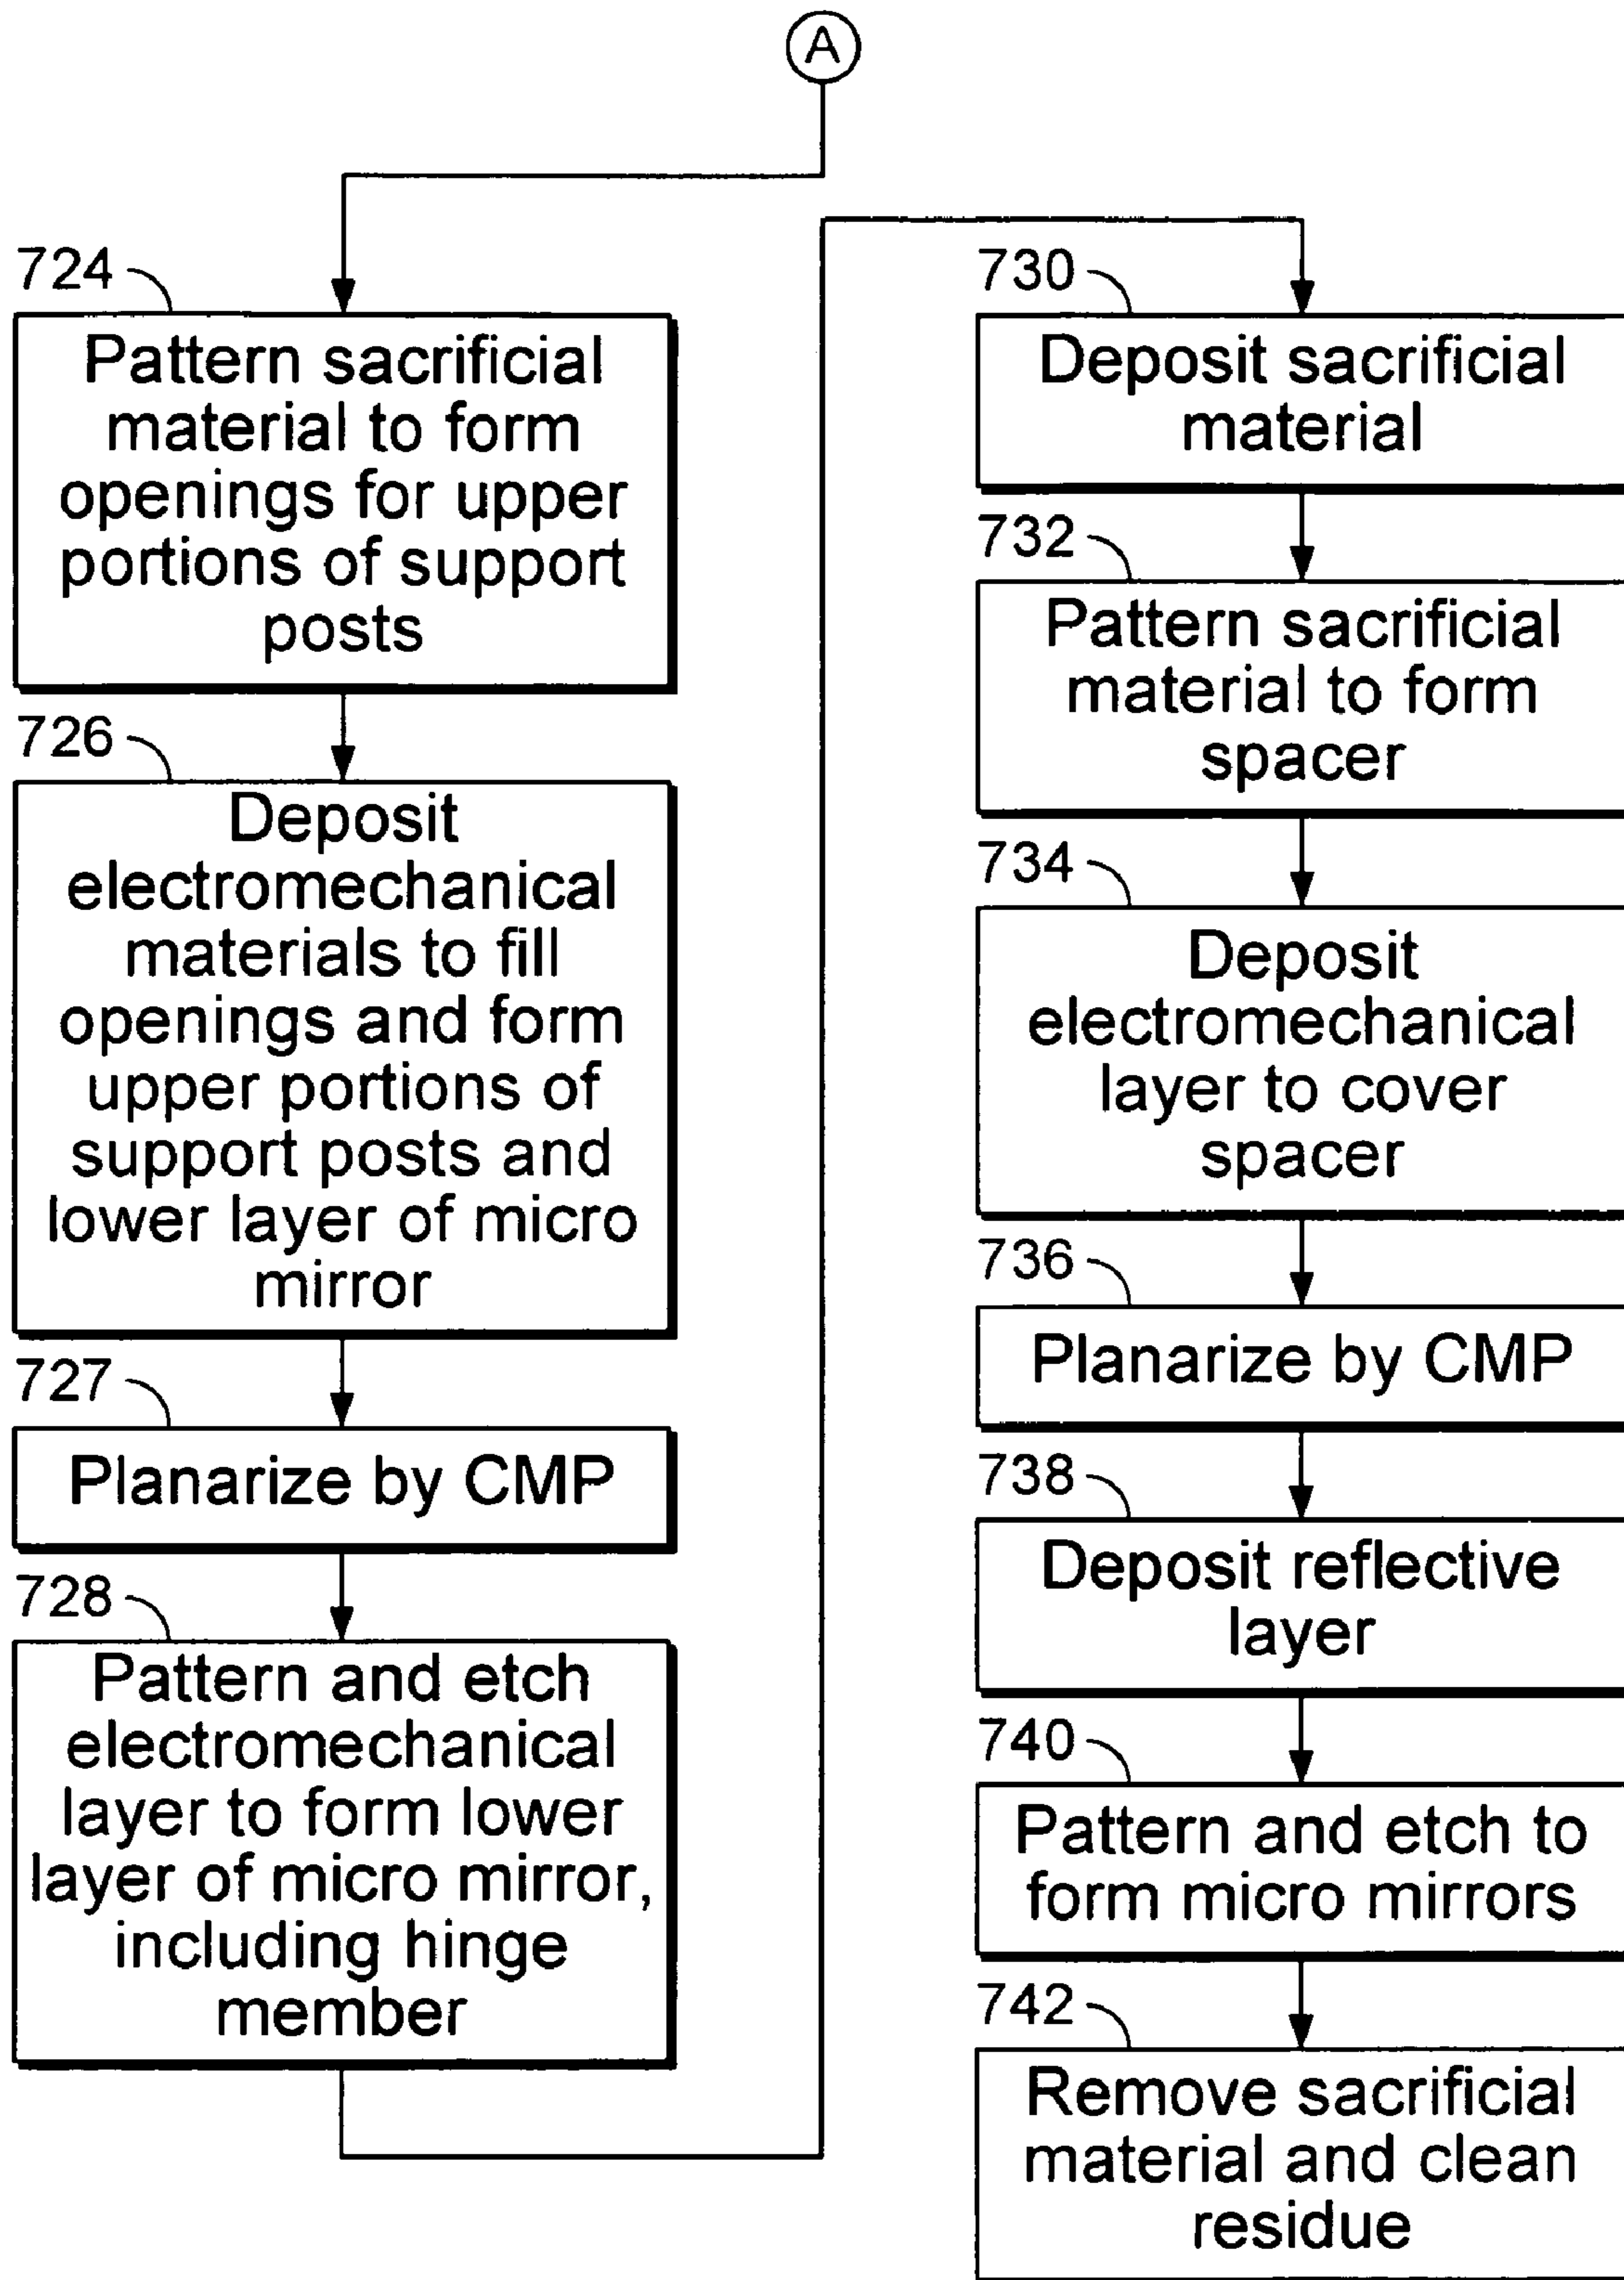 A
724
Pattern sacrificial
material to form
openings for upper
portions of support
posts
726
Deposit
electromechanical
materials to fill
openings and form
upper portions of
support posts and
lower layer of micro
mirror
727
Planarize by CMP
728
Pattern and etch
electromechanical
layer to form lower
layer of micro mirror,
including hinge
member
730
Deposit sacrificial
material
732
Pattern sacrificial
material to form
spacer
734
Deposit
electromechanical
layer to cover
spacer
736
Planarize by CMP
738
Deposit reflective
layer
740
Pattern and etch to
form micro mirrors
742
Remove sacrificial
material and clean
residue